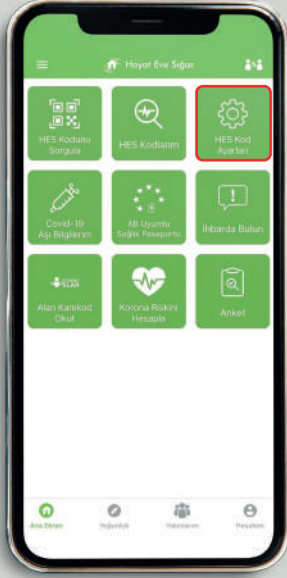 Hayat Eve Sığar
HES Kodunu
Sorgula
HES Kodlarım
HES Kod
Ayarları
Covid-19
Aşı Bilgilerim
AB Uyumlu
Sağlık Pasaportu
İhbarda Bulun
Alan Karekod
Okut
Korona Riskini
Hesapla
Anket
Ana Ekran
Yoğunluk
Yakınlarım
Hesabım